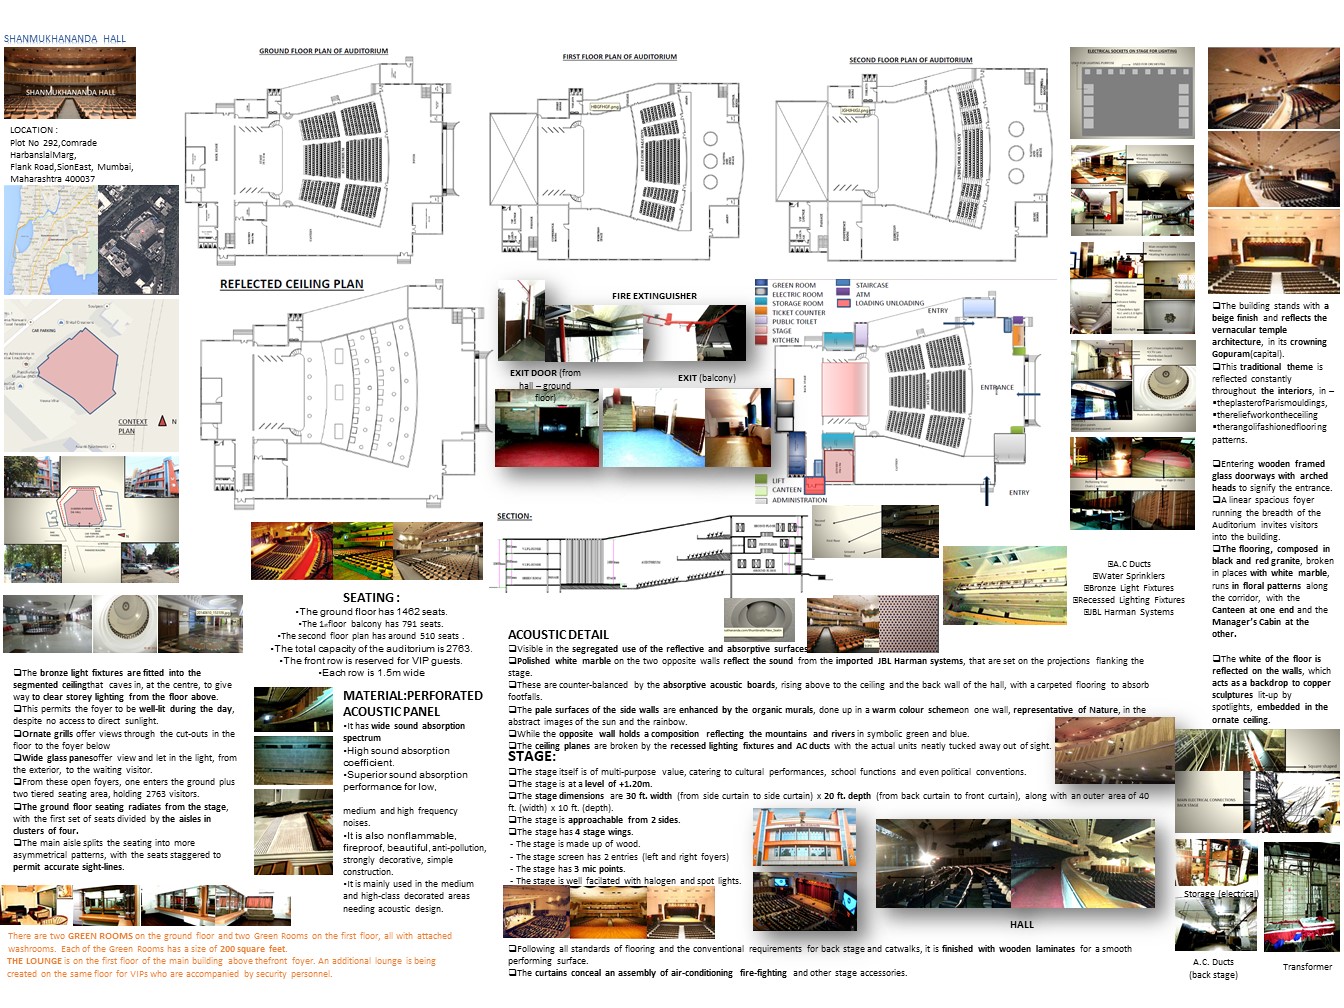 SHANMUKHANANDA HALL
SHANMUKHANANDA HALL
LOCATION :
Plot No 292,Comrade
HarbanslalMarg,
Flank Road,SionEast, Mumbai,
Maharashtra 400037
CAR PARKING
CONTEXT
PLAN
N
GROUND FLOOR PLAN OF AUDITORIUM
FIRST FLOOR PLAN OF AUDITORIUM
SECOND FLOOR PLAN OF AUDITORIUM
ELECTRICAL SOCKETS ON STAGE FOR LIGHTING
REFLECTED CEILING PLAN
FIRE EXTINGUISHER
EXIT DOOR (from
hall – ground
floor)
EXIT (balcony)
GREEN ROOM
ELECTRIC ROOM
STORAGE ROOM
TICKET COUNTER
PUBLIC TOILET
STAGE
KITCHEN
STAIRCASE
ATM
LOADING UNLOADING
ENTRY
ENTRANCE
ENTRY
LIFT
CANTEEN
ADMINISTRATION
SECTION-
❑The building stands with a
beige finish and reflects the
vernacular temple
architecture, in its crowning
Gopuram(capital).
❑This traditional theme is
reflected constantly
throughout the interiors, in –
▪theplasterofParismouldings,
▪thereliefworkontheceiling
▪therangolifashionedflooring
patterns.
❑Entering wooden framed
glass doorways with arched
heads to signify the entrance.
❑A linear spacious foyer
running the breadth of the
Auditorium invites visitors
into the building.
❑The flooring, composed in
black and red granite, broken
in places with white marble,
runs in floral patterns along
the corridor, with the
Canteen at one end and the
Manager's Cabin at the
other.
❑The white of the floor is
reflected on the walls, which
acts as a backdrop to copper
sculptures lit-up by
spotlights, embedded in the
ornate ceiling.
A.C Ducts
Water Sprinklers
Bronze Light Fixtures
Recessed Lighting Fixtures
JBL Harman Systems
SEATING :
•The ground floor has 1462 seats.
•The 1st floor balcony has 791 seats.
•The second floor plan has around 510 seats .
•The total capacity of the auditorium is 2763.
•The front row is reserved for VIP guests.
•Each row is 1.5m wide
MATERIAL:PERFORATED
ACOUSTIC PANEL
•It has wide sound absorption
spectrum
•High sound absorption
coefficient.
•Superior sound absorption
performance for low,
medium and high frequency
noises.
•It is also nonflammable,
fireproof, beautiful, anti-pollution,
strongly decorative, simple
construction.
•It is mainly used in the medium
and high-class decorated areas
needing acoustic design.
❑The bronze light fixtures are fitted into the
segmented ceilingthat caves in, at the centre, to give
way to clear storey lighting from the floor above.
❑This permits the foyer to be well-lit during the day,
despite no access to direct sunlight.
❑Ornate grills offer views through the cut-outs in the
floor to the foyer below
❑Wide glass panesoffer view and let in the light, from
the exterior, to the waiting visitor.
❑From these open foyers, one enters the ground plus
two tiered seating area, holding 2763 visitors.
❑The ground floor seating radiates from the stage,
with the first set of seats divided by the aisles in
clusters of four.
❑The main aisle splits the seating into more
asymmetrical patterns, with the seats staggered to
permit accurate sight-lines.
There are two GREEN ROOMS on the ground floor and two Green Rooms on the first floor, all with attached
washrooms. Each of the Green Rooms has a size of 200 square feet.
THE LOUNGE is on the first floor of the main building above thefront foyer. An additional lounge is being
created on the same floor for VIPs who are accompanied by security personnel.
ACOUSTIC DETAIL
❑Visible in the segregated use of the reflective and absorptive surfaces
❑Polished white marble on the two opposite walls reflect the sound from the imported JBL Harman systems, that are set on the projections flanking the
stage.
❑These are counter-balanced by the absorptive acoustic boards, rising above to the ceiling and the back wall of the hall, with a carpeted flooring to absorb
footfalls.
❑The pale surfaces of the side walls are enhanced by the organic murals, done up in a warm colour schemeon one wall, representative of Nature, in the
abstract images of the sun and the rainbow.
❑While the opposite wall holds a composition reflecting the mountains and rivers in symbolic green and blue.
❑The ceiling planes are broken by the recessed lighting fixtures and AC ducts with the actual units neatly tucked away out of sight.
STAGE:
❑The stage itself is of multi-purpose value, catering to cultural performances, school functions and even political conventions.
❑The stage is at a level of +1.20m.
❑The stage dimensions are 30 ft. width (from side curtain to side curtain) x 20 ft. depth (from back curtain to front curtain), along with an outer area of 40
ft. (width) x 10 ft. (depth).
❑The stage is approachable from 2 sides.
❑The stage has 4 stage wings.
- The stage is made up of wood.
- The stage screen has 2 entries (left and right foyers)
❑The stage has 3 mic points.
- The stage is well facilated with halogen and spot lights.
HALL
❑Following all standards of flooring and the conventional requirements for back stage and catwalks, it is finished with wooden laminates for a smooth
performing surface.
❑The curtains conceal an assembly of air-conditioning fire-fighting and other stage accessories.
MAIN ELECTRICAL CONNECTIONS
BACK STAGE
Storage (electrical)
A.C. Ducts
(back stage)
Transformer